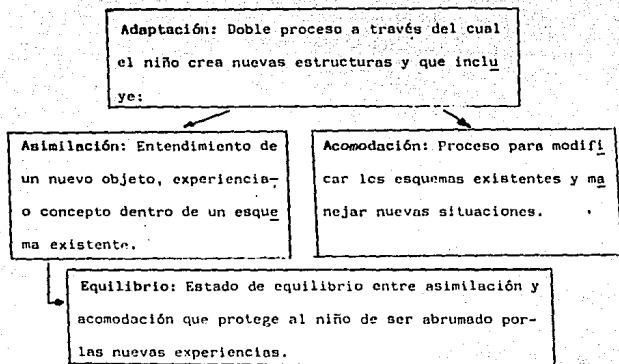 Adaptación: Doble proceso a través del cual
el niño crea nuevas estructuras y que inclu
ye:
Asimilación: Entendimiento de
un nuevo objeto, experiencia-
o concepto dentro de un esque
ma existente.
Acomodación: Proceso para modifi
car los esquemas existentes y ma
nejar nuevas situaciones.
Equilibrio: Estado de equilibrio entre asimilación y
acomodación que protege al niño de ser abrumado por-
las nuevas experiencias.